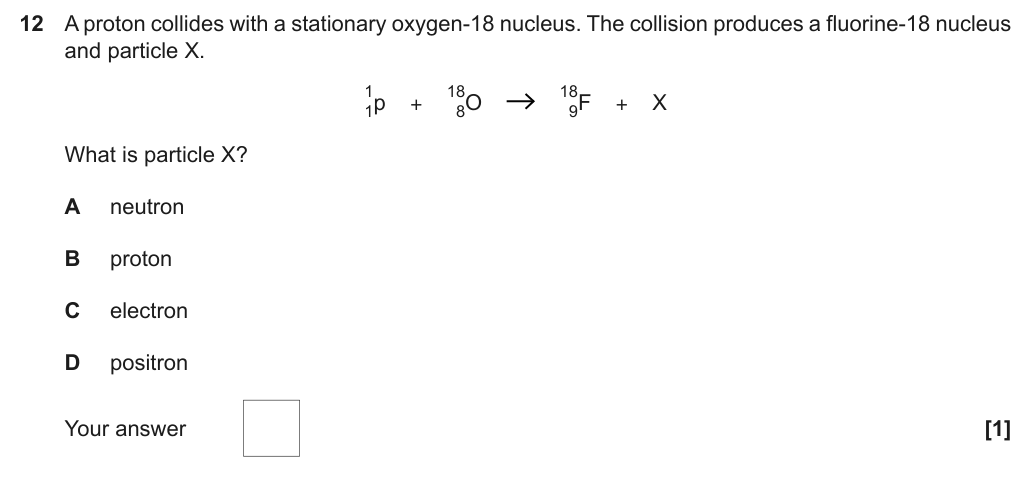 12 A proton collides with a stationary oxygen-18 nucleus. The collision produces a fluorine-18 nucleus
and particle X.
¹₁p + ¹⁸₈O → ¹⁸₉F + X
What is particle X?
A neutron
B proton
C electron
D positron
Your answer [1]